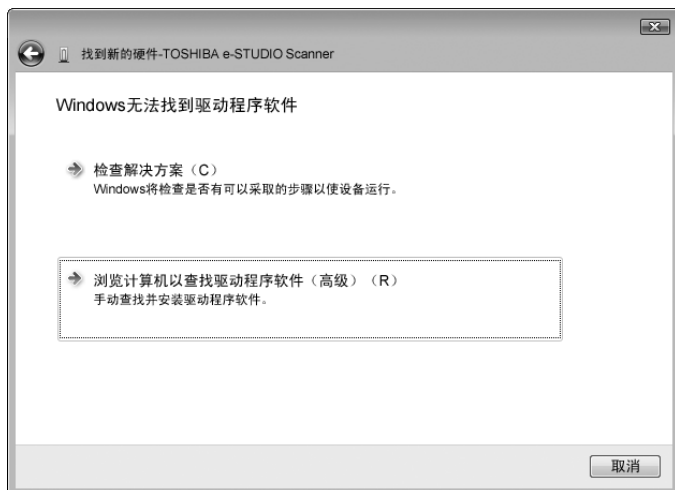 找到新的硬件-TOSHIBA e-STUDIO Scanner
Windows无法找到驱动程序软件
检查解决方案（C）
Windows将检查是否有可以采取的步骤以使设备运行。
浏览计算机以查找驱动程序软件（高级）（R）
手动查找并安装驱动程序软件。
取消